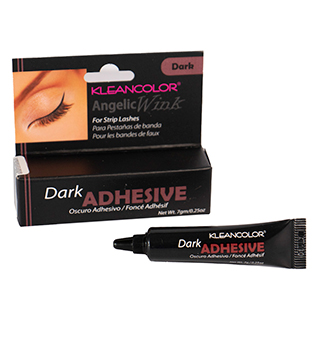 Dark
KLEANCOLOR®
Angelic Wink
For Strip Lashes
Para Pestañas de banda
Pour les bandes de faux
Dark ADHESIVE
Oscuro Adhesivo / Foncé Adhésif
Net Wt. 7gm/0.25oz
KLEANCOLOR®
Dark ADHESIVE
Oscuro Adhesivo / Foncé Adhésif